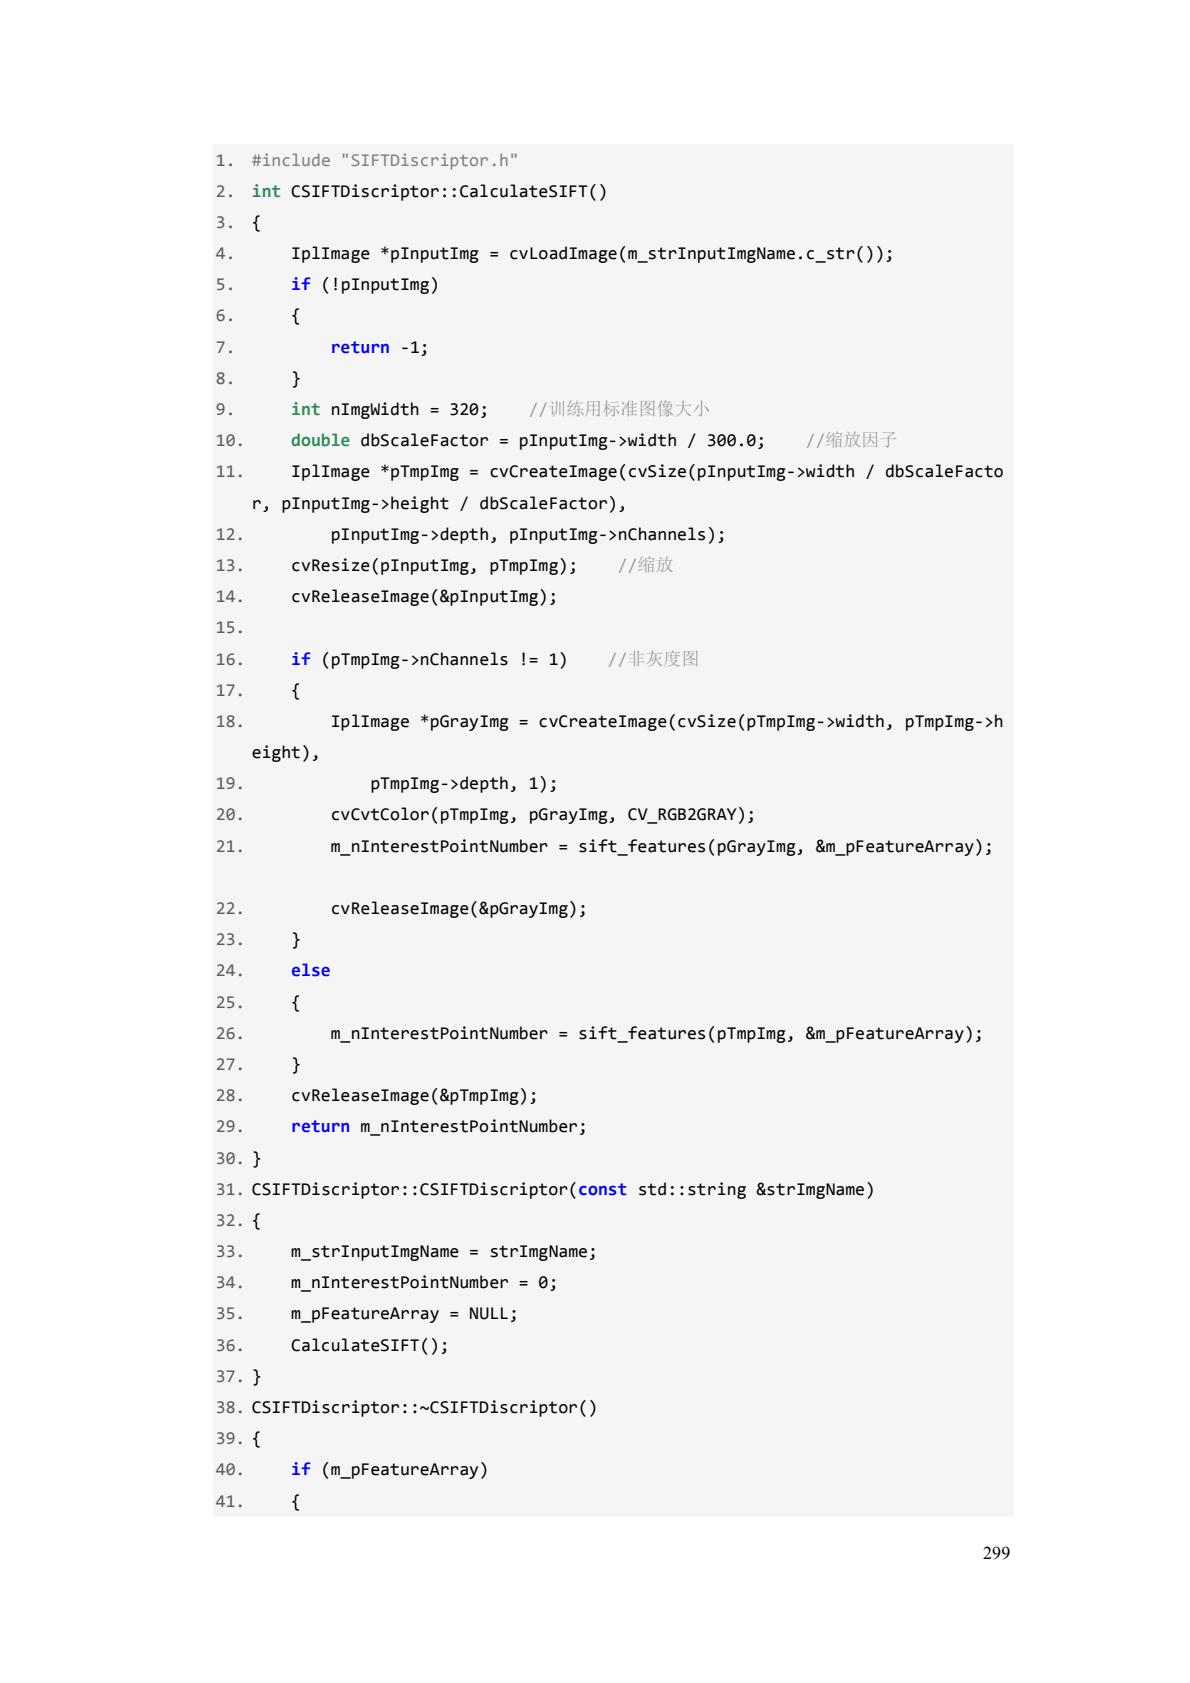 1. #include "SIFTDiscriptor.h"
2. int CSIFTDiscriptor::CalculateSIFT()
3. {
4.     IplImage *pInputImg = cvLoadImage(m_strInputImgName.c_str());
5.     if (!pInputImg)
6.     {
7.         return -1;
8.     }
9.     int nImgWidth = 320;    //训练用标准图像大小
10.     double dbScaleFactor = pInputImg->width / 300.0;    //缩放因子
11.     IplImage *pTmpImg = cvCreateImage(cvSize(pInputImg->width / dbScaleFacto
r, pInputImg->height / dbScaleFactor),
12.         pInputImg->depth, pInputImg->nChannels);
13.     cvResize(pInputImg, pTmpImg);    //缩放
14.     cvReleaseImage(&pInputImg);
15.
16.     if (pTmpImg->nChannels != 1)    //非灰度图
17.     {
18.         IplImage *pGrayImg = cvCreateImage(cvSize(pTmpImg->width, pTmpImg->h
eight),
19.             pTmpImg->depth, 1);
20.         cvCvtColor(pTmpImg, pGrayImg, CV_RGB2GRAY);
21.         m_nInterestPointNumber = sift_features(pGrayImg, &m_pFeatureArray);
22.         cvReleaseImage(&pGrayImg);
23.     }
24.     else
25.     {
26.         m_nInterestPointNumber = sift_features(pTmpImg, &m_pFeatureArray);
27.     }
28.     cvReleaseImage(&pTmpImg);
29.     return m_nInterestPointNumber;
30. }
31. CSIFTDiscriptor::CSIFTDiscriptor(const std::string &strImgName)
32. {
33.     m_strInputImgName = strImgName;
34.     m_nInterestPointNumber = 0;
35.     m_pFeatureArray = NULL;
36.     CalculateSIFT();
37. }
38. CSIFTDiscriptor::~CSIFTDiscriptor()
39. {
40.     if (m_pFeatureArray)
41.     {
299